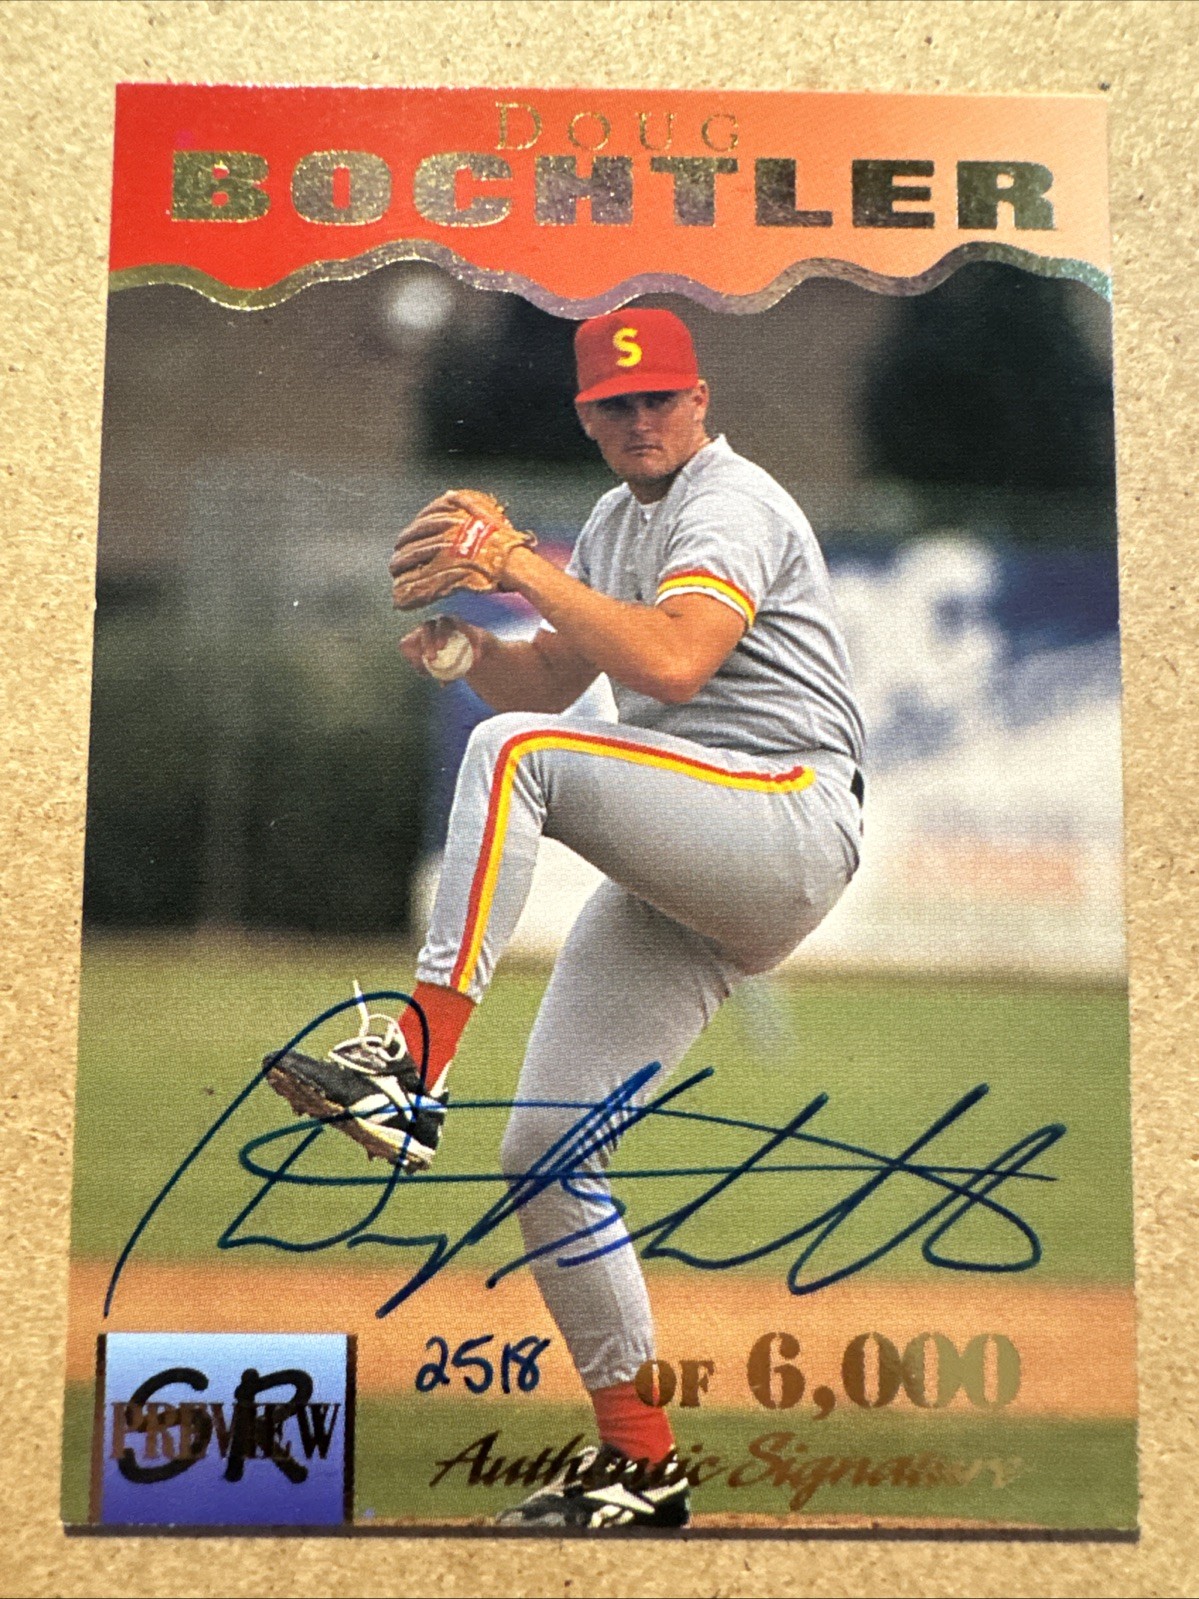 DOUG
BOCHTLER
S
2518 OF 6,000
SR
PREVIEW
Authentic Signature